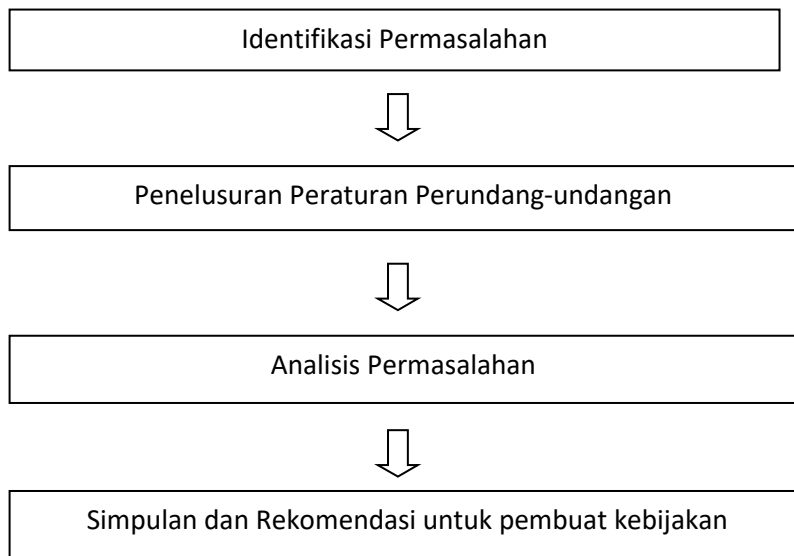 Identifikasi Permasalahan
Penelusuran Peraturan Perundang-undangan
Analisis Permasalahan
Simpulan dan Rekomendasi untuk pembuat kebijakan